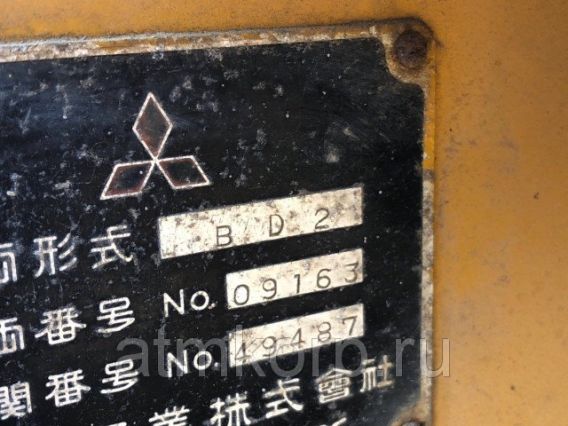 両形式 BD2
両番号 No. 09163
関番号 No. 49487
業株式會社
atmkorp.ru